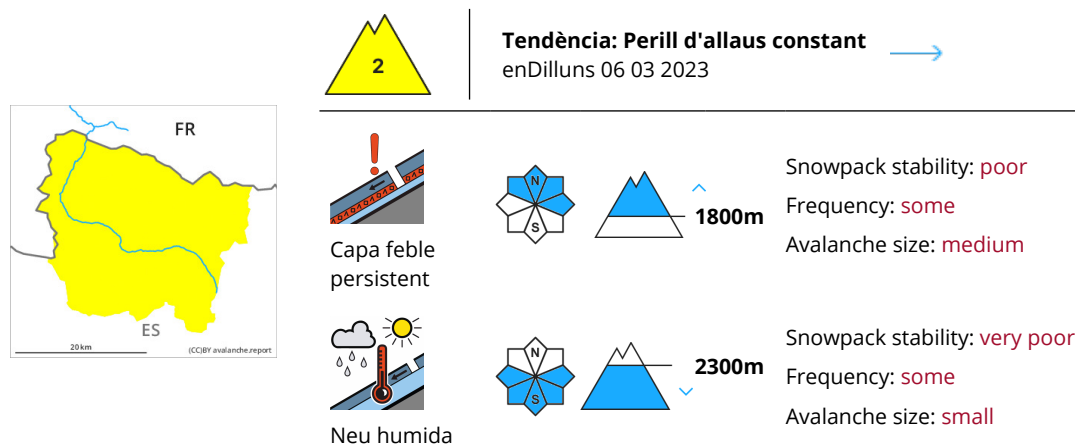 2
Tendència: Perill d'allaus constant
enDilluns 06 03 2023
FR
ES
20 km
(CC)BY avalanche.report
Capa feble
persistent
N
S
1800m
Snowpack stability: poor
Frequency: some
Avalanche size: medium
Neu humida
N
S
2300m
Snowpack stability: very poor
Frequency: some
Avalanche size: small